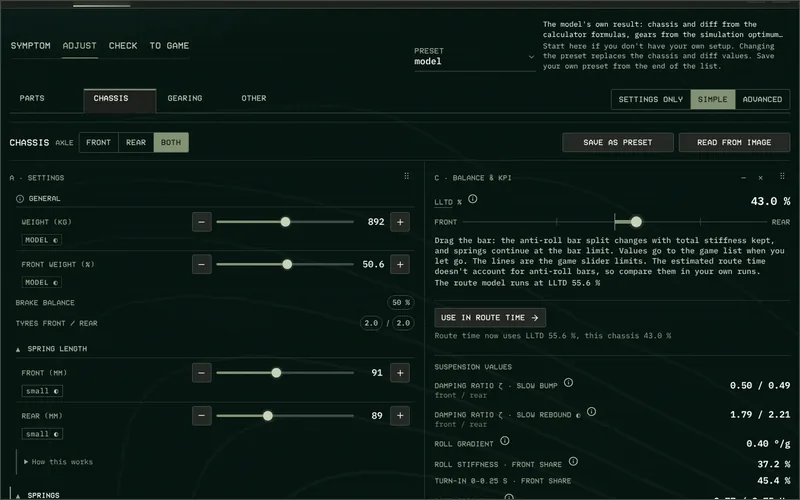 The model's own result: chassis and diff from the
calculator formulas, gears from the simulation optimum…
SYMPTOM ADJUST CHECK TO GAME
PRESET
model
Start here if you don't have your own setup. Changing
the preset replaces the chassis and diff values. Save
your own preset from the end of the list.
PARTS CHASSIS GEARING OTHER
SETTINGS ONLY SIMPLE ADVANCED
CHASSIS AXLE FRONT REAR BOTH
SAVE AS PRESET READ FROM IMAGE
A · SETTINGS
GENERAL
WEIGHT (KG) − 892 +
MODEL
FRONT WEIGHT (%) − 50.6 +
MODEL
BRAKE BALANCE 50 %
TYRES FRONT / REAR 2.0 / 2.0
SPRING LENGTH
FRONT (MM) − 91 +
small
REAR (MM) − 89 +
small
How this works
SPRINGS
C · BALANCE & KPI − ×
LLTD % 43.0 %
FRONT REAR
Drag the bar: the anti-roll bar split changes with total stiffness kept,
and springs continue at the bar limit. Values go to the game list when you
let go. The lines are the game slider limits. The estimated route time
doesn't account for anti-roll bars, so compare them in your own runs.
The route model runs at LLTD 55.6 %
USE IN ROUTE TIME →
Route time now uses LLTD 55.6 %, this chassis 43.0 %
SUSPENSION VALUES
DAMPING RATIO ζ · SLOW BUMP 0.50 / 0.49
front / rear
DAMPING RATIO ζ · SLOW REBOUND 1.79 / 2.21
front / rear
ROLL GRADIENT 0.40 °/g
ROLL STIFFNESS · FRONT SHARE 37.2 %
TURN-IN 0-0.25 S · FRONT SHARE 45.4 %